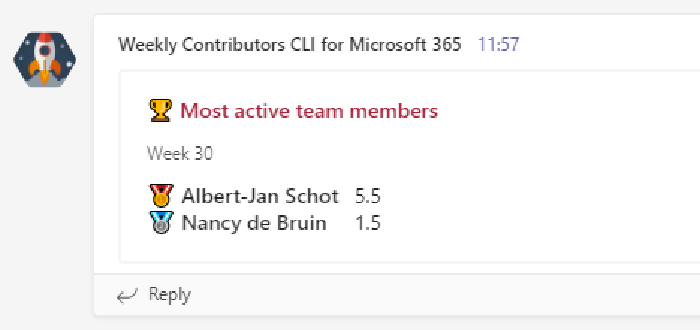 Weekly Contributors CLI for Microsoft 365 11:57
Most active team members
Week 30
Albert-Jan Schot 5.5
Nancy de Bruin 1.5
Reply